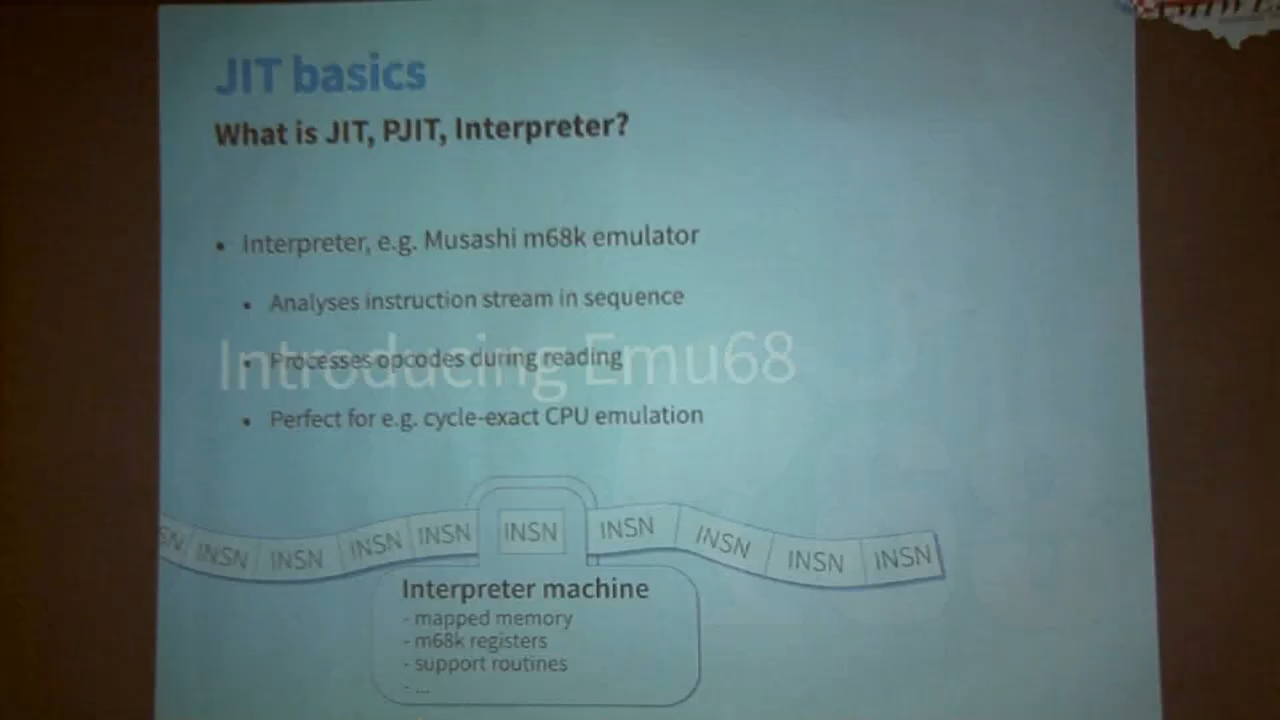 JIT basics
What is JIT, PJIT, Interpreter?
• Interpreter, e.g. Musashi m68k emulator
• Analyses instruction stream in sequence
Introducing Emu68
• Processes opcodes during reading
• Perfect for e.g. cycle-exact CPU emulation
SN INSN INSN INSN INSN INSN INSN INSN INSN INSN
Interpreter machine
- mapped memory
- m68k registers
- support routines
- ...